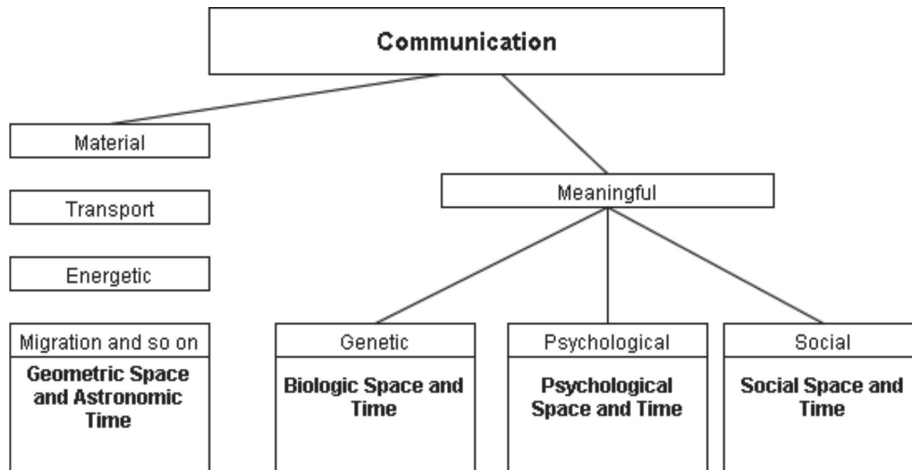 Communication
Material
Meaningful
Transport
Energetic
Migration and so on
Geometric Space
and Astronomic
Time
Genetic
Biologic Space and
Time
Psychological
Psychological
Space and Time
Social
Social Space and
Time